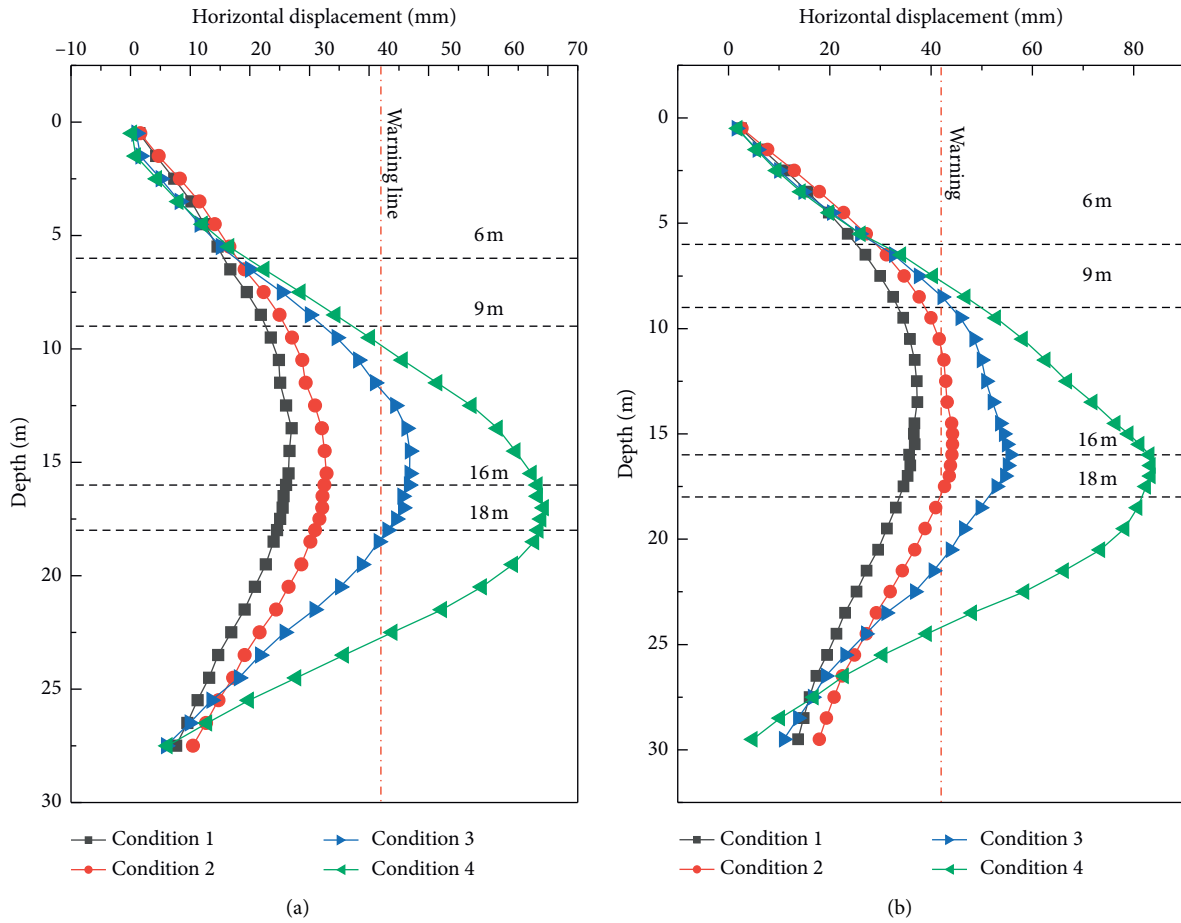 Horizontal displacement (mm)
–10 0 10 20 30 40 50 60 70
0
5
10
15
20
25
30
Depth (m)
Warning line
6 m
9 m
16 m
18 m
Condition 1
Condition 2
Condition 3
Condition 4
(a)
Horizontal displacement (mm)
0 20 40 60 80
0
5
10
15
20
25
30
Depth (m)
Warning
6 m
9 m
16 m
18 m
Condition 1
Condition 2
Condition 3
Condition 4
(b)